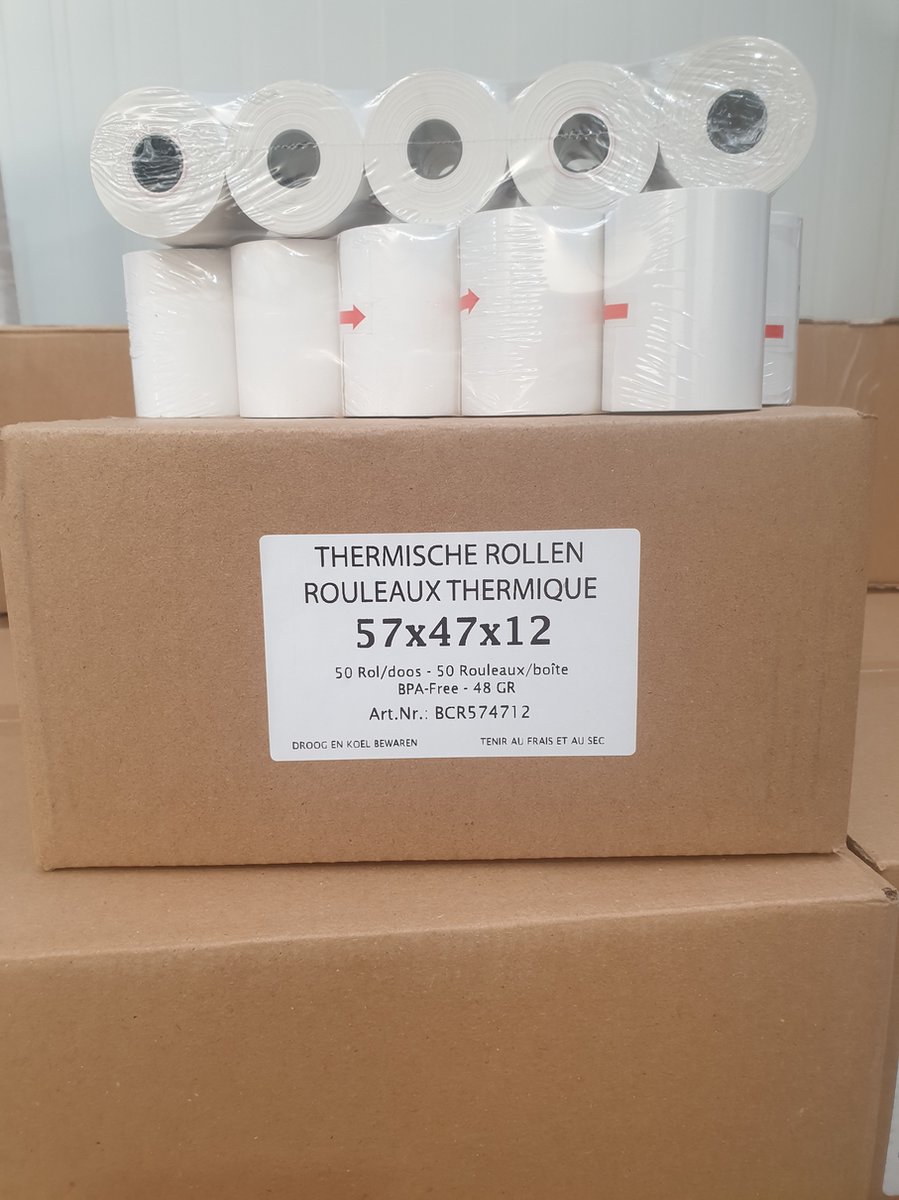 THERMISCHE ROLLEN
ROULEAUX THERMIQUE
57x47x12
50 Rol/doos - 50 Rouleaux/boîte
BPA-Free - 48 GR
Art.Nr.: BCR574712
DROOG EN KOEL BEWAREN TENIR AU FRAIS ET AU SEC